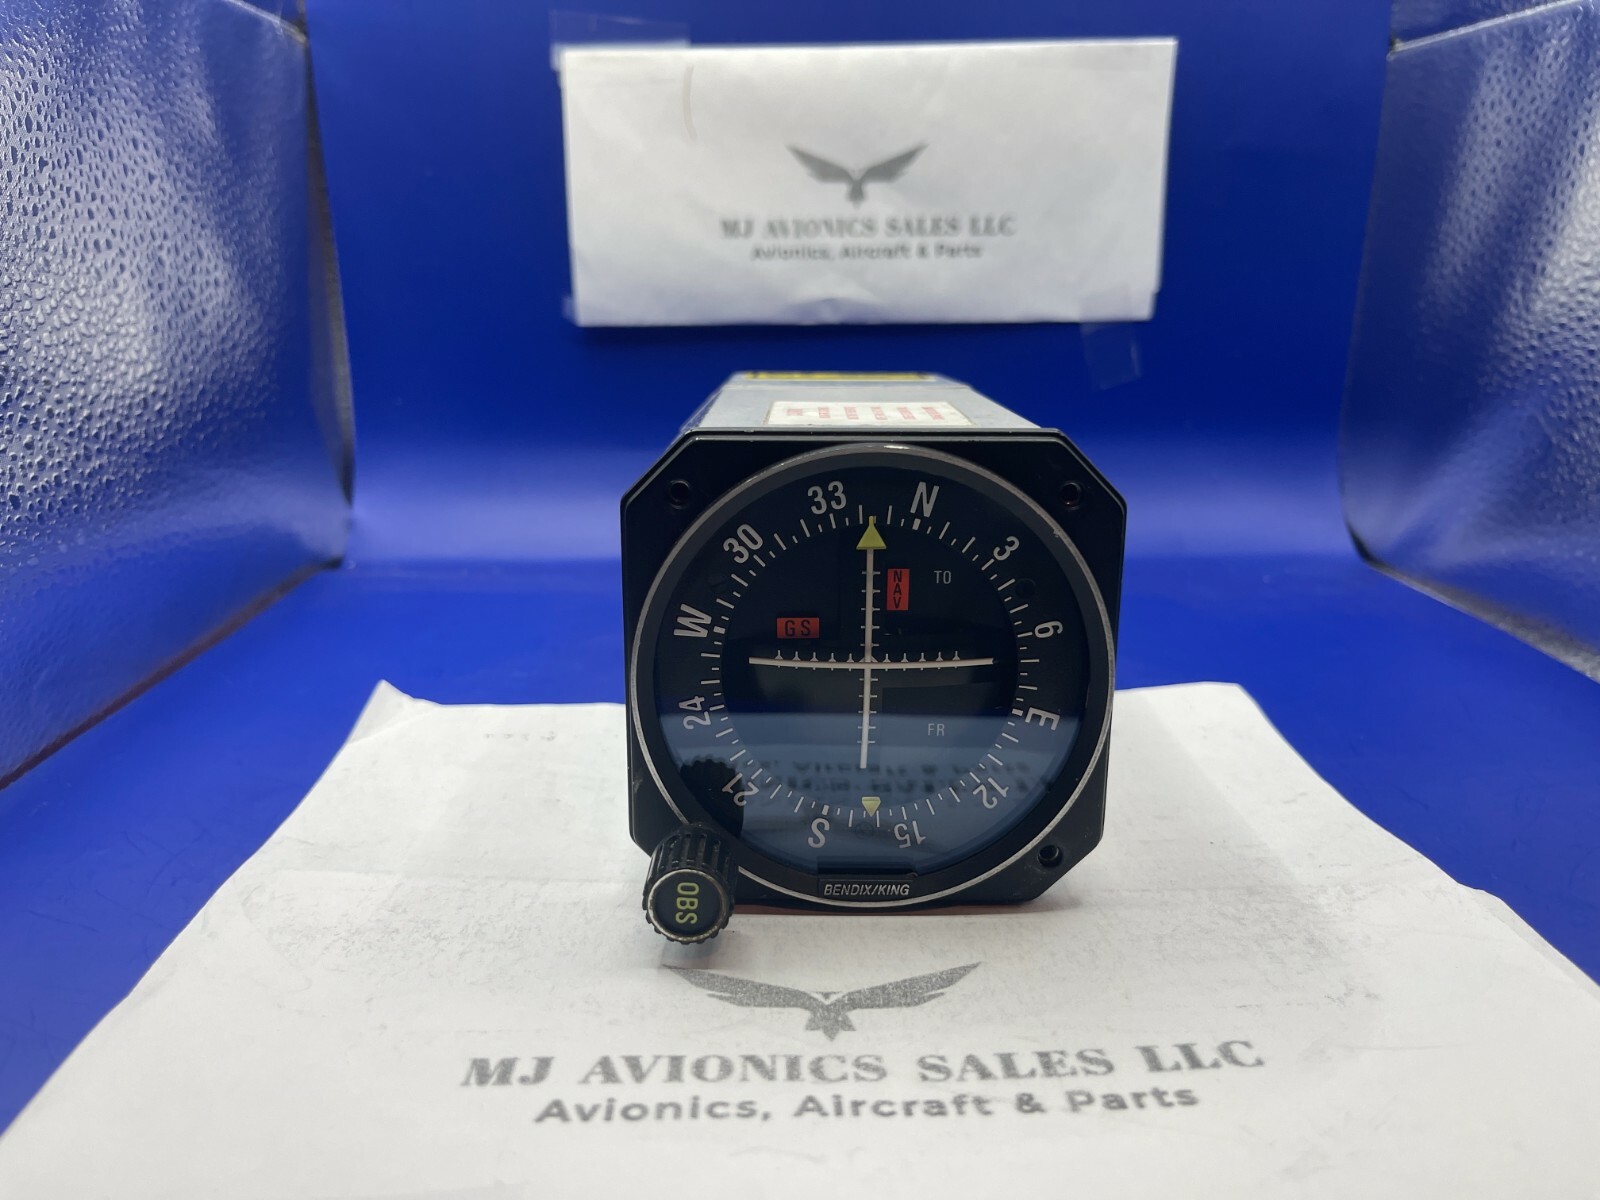 MJ AVIONICS SALES LLC
Avionics, Aircraft & Parts
33
N
30
3
NAV
TO
W
GS
6
24
FR
E
21
12
S
15
BENDIX/KING
OBS
MJ AVIONICS SALES LLC
Avionics, Aircraft & Parts